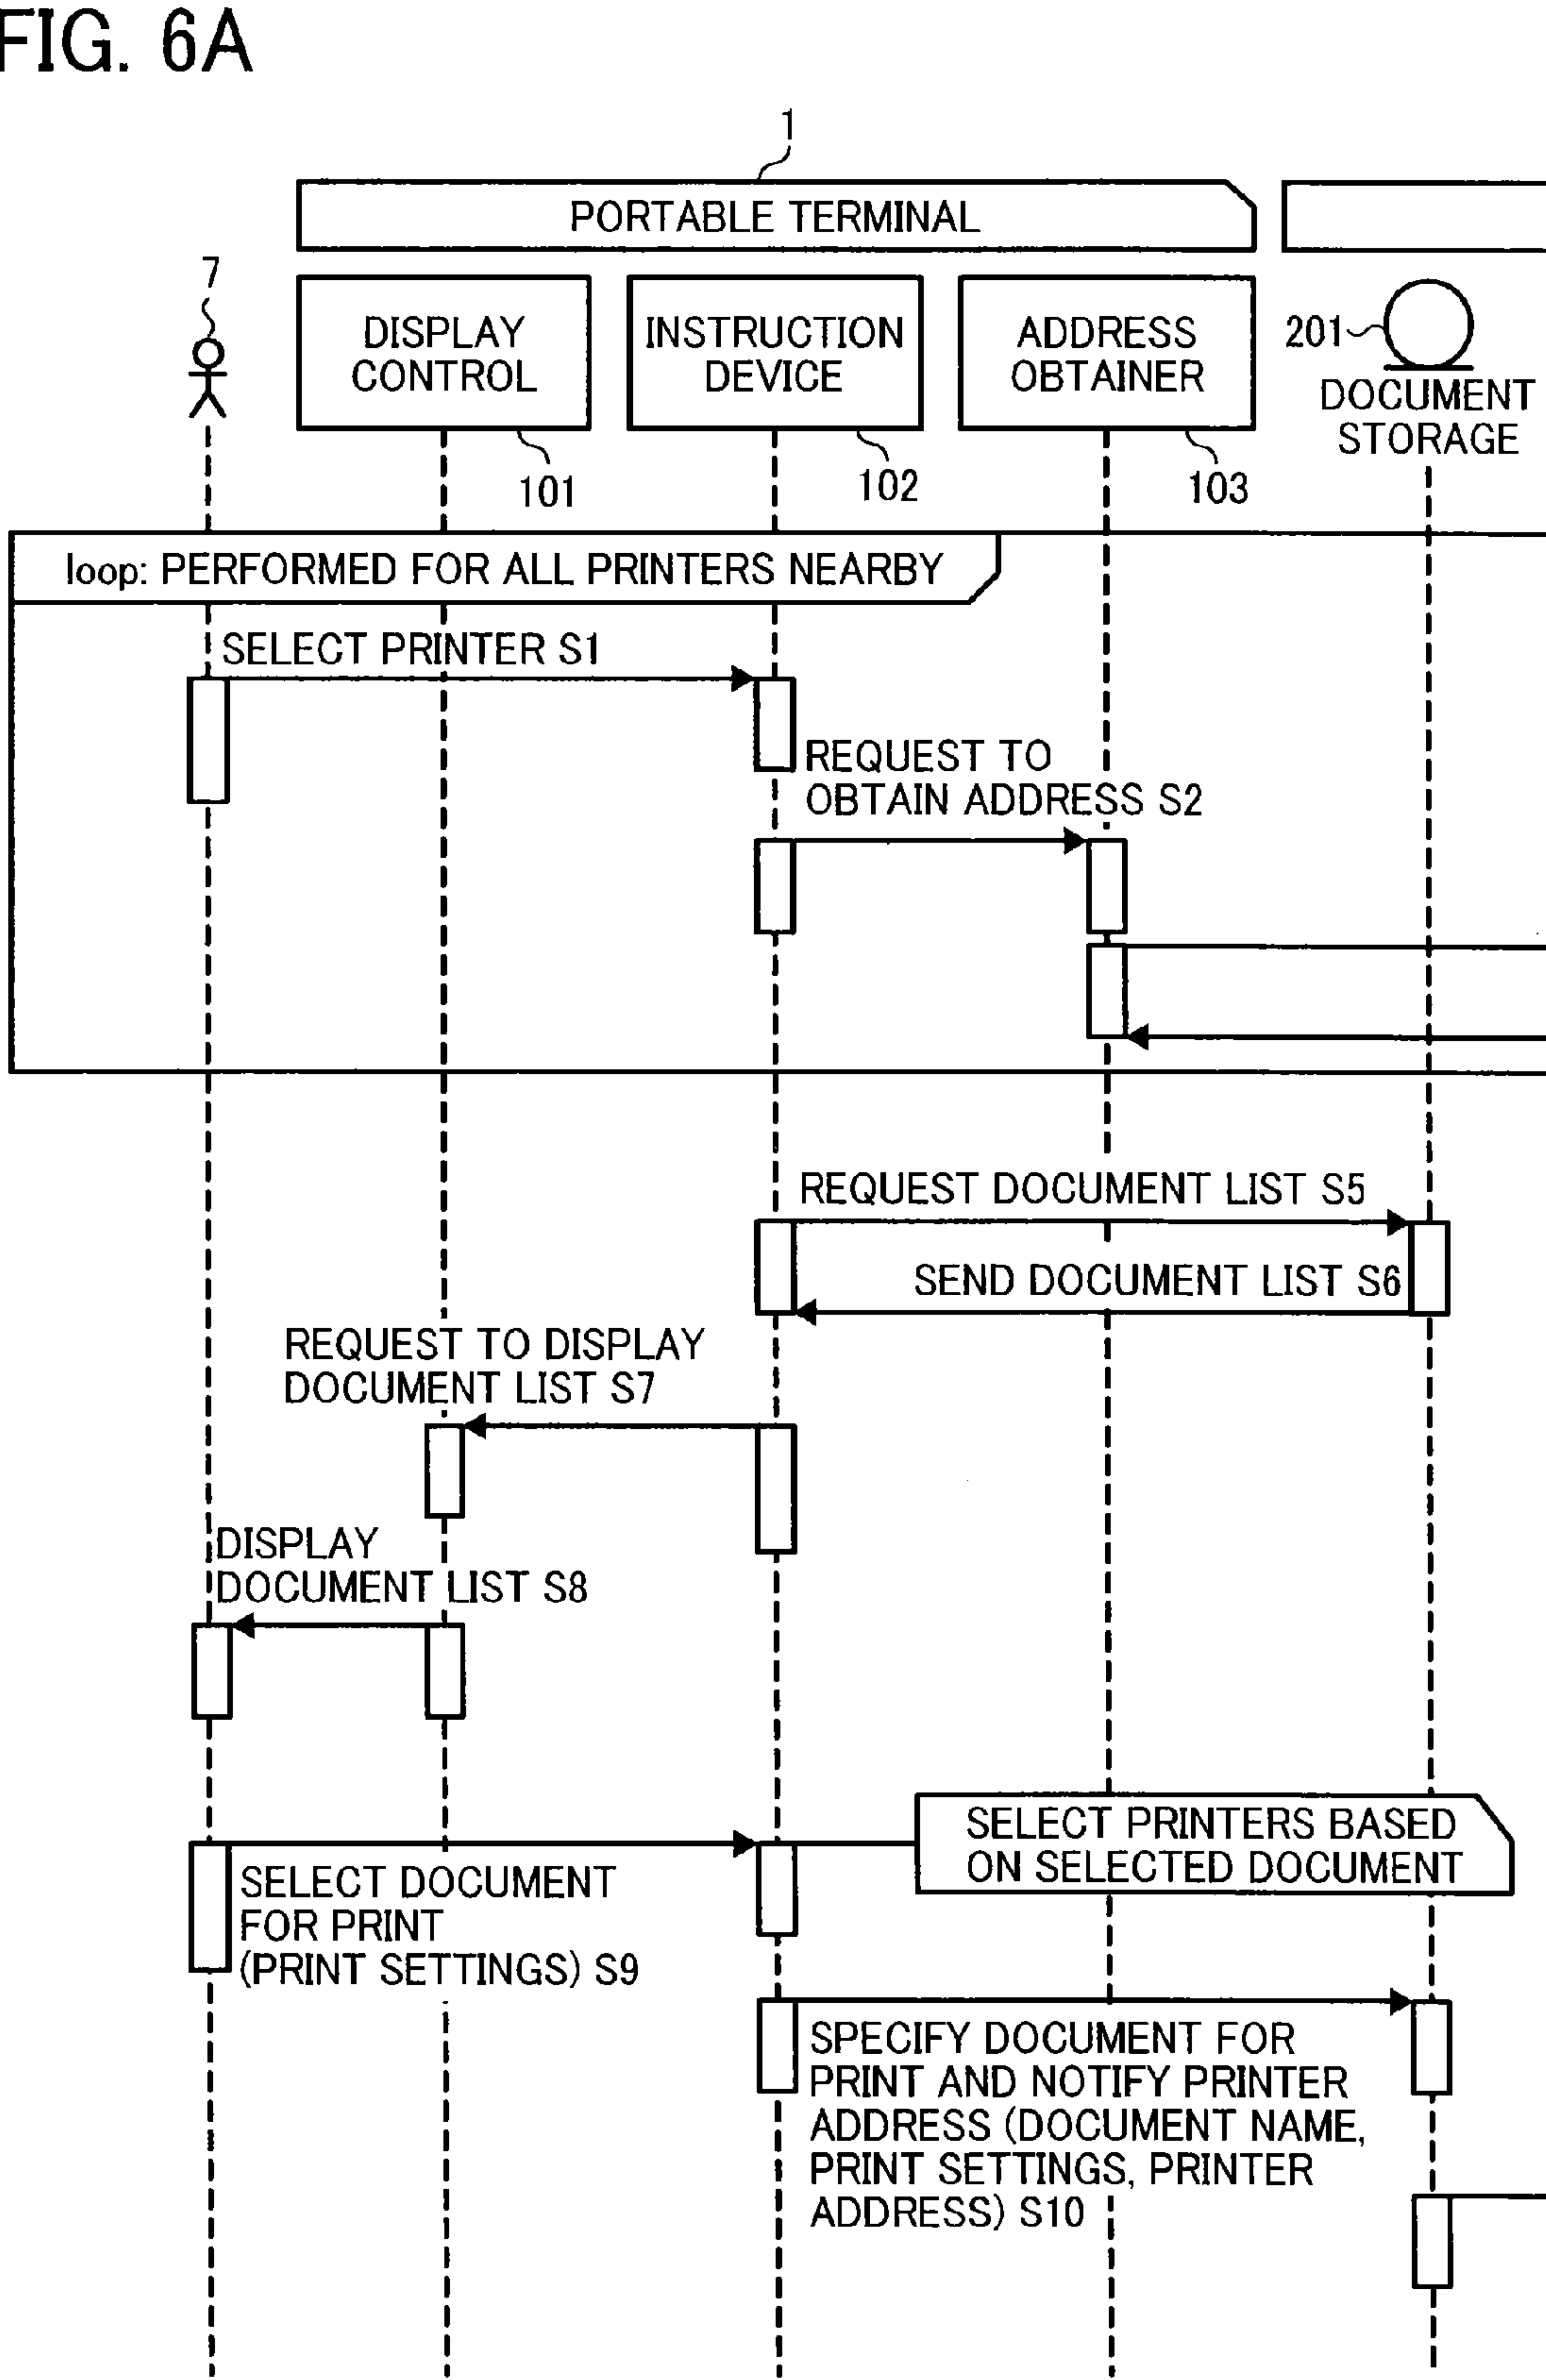 FIG. 6A
1
PORTABLE TERMINAL
7
DISPLAY
CONTROL
INSTRUCTION
DEVICE
ADDRESS
OBTAINER
201
DOCUMENT
STORAGE
101
102
103
loop: PERFORMED FOR ALL PRINTERS NEARBY
SELECT PRINTER S1
REQUEST TO
OBTAIN ADDRESS S2
REQUEST DOCUMENT LIST S5
SEND DOCUMENT LIST S6
REQUEST TO DISPLAY
DOCUMENT LIST S7
DISPLAY
DOCUMENT LIST S8
SELECT PRINTERS BASED
ON SELECTED DOCUMENT
SELECT DOCUMENT
FOR PRINT
(PRINT SETTINGS) S9
SPECIFY DOCUMENT FOR
PRINT AND NOTIFY PRINTER
ADDRESS (DOCUMENT NAME,
PRINT SETTINGS, PRINTER
ADDRESS) S10